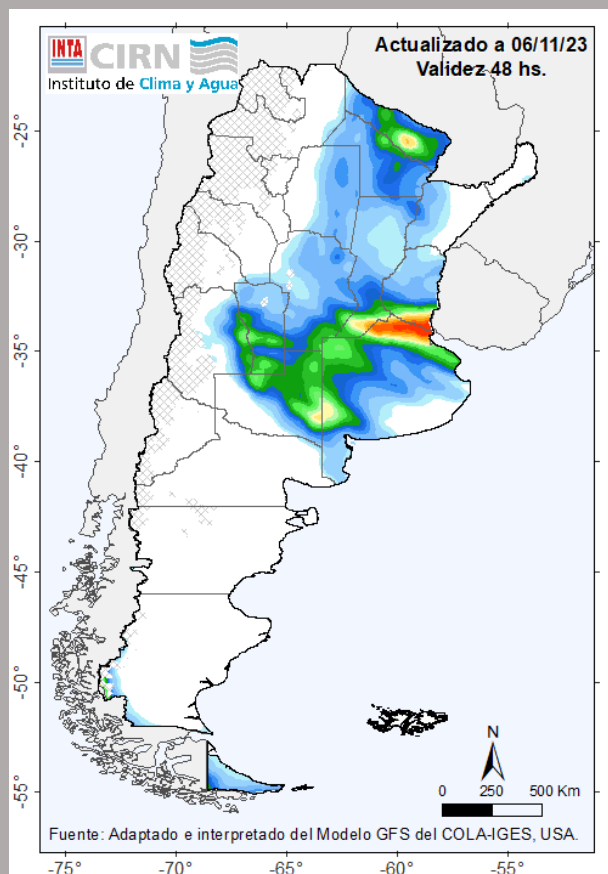 INTA CIRN
Instituto de Clima y Agua
Actualizado a 06/11/23
Validez 48 hs.
-25°
-30°
-35°
-40°
-45°
-50°
-55°
N
0 250 500 Km
Fuente: Adaptado e interpretado del Modelo GFS del COLA-IGES, USA.
-75° -70° -65° -60° -55°